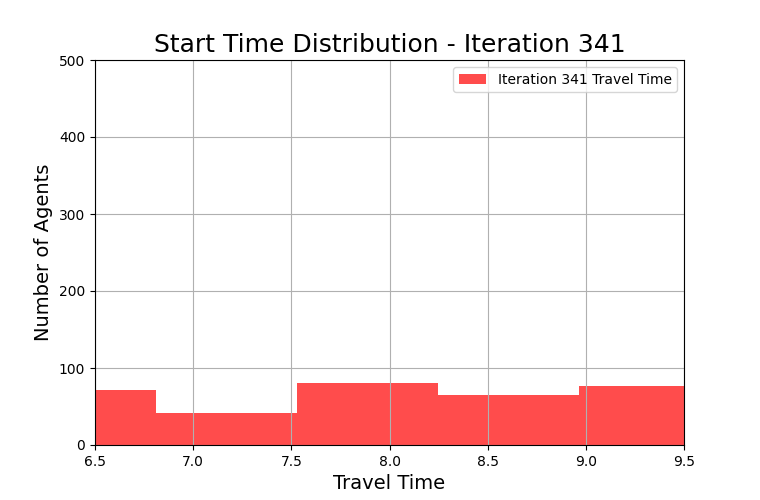 Start Time Distribution - Iteration 341
500
Iteration 341 Travel Time
400
300
200
100
0
Number of Agents
6.5 7.0 7.5 8.0 8.5 9.0 9.5
Travel Time